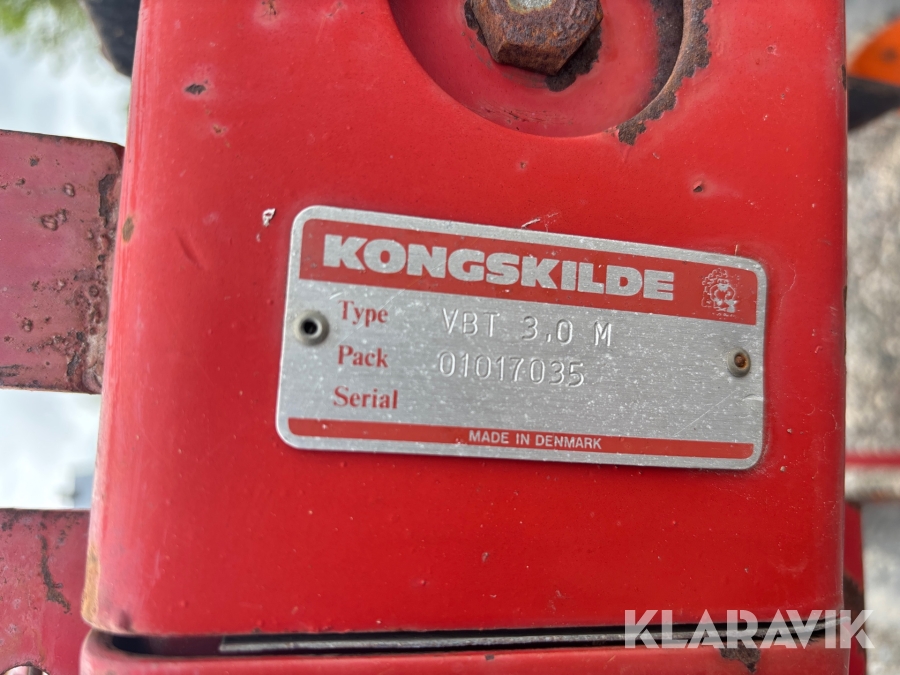 KONGSKILDE
Type VBT 3.0 M
Pack 01017035
Serial
MADE IN DENMARK
KLARAVIK